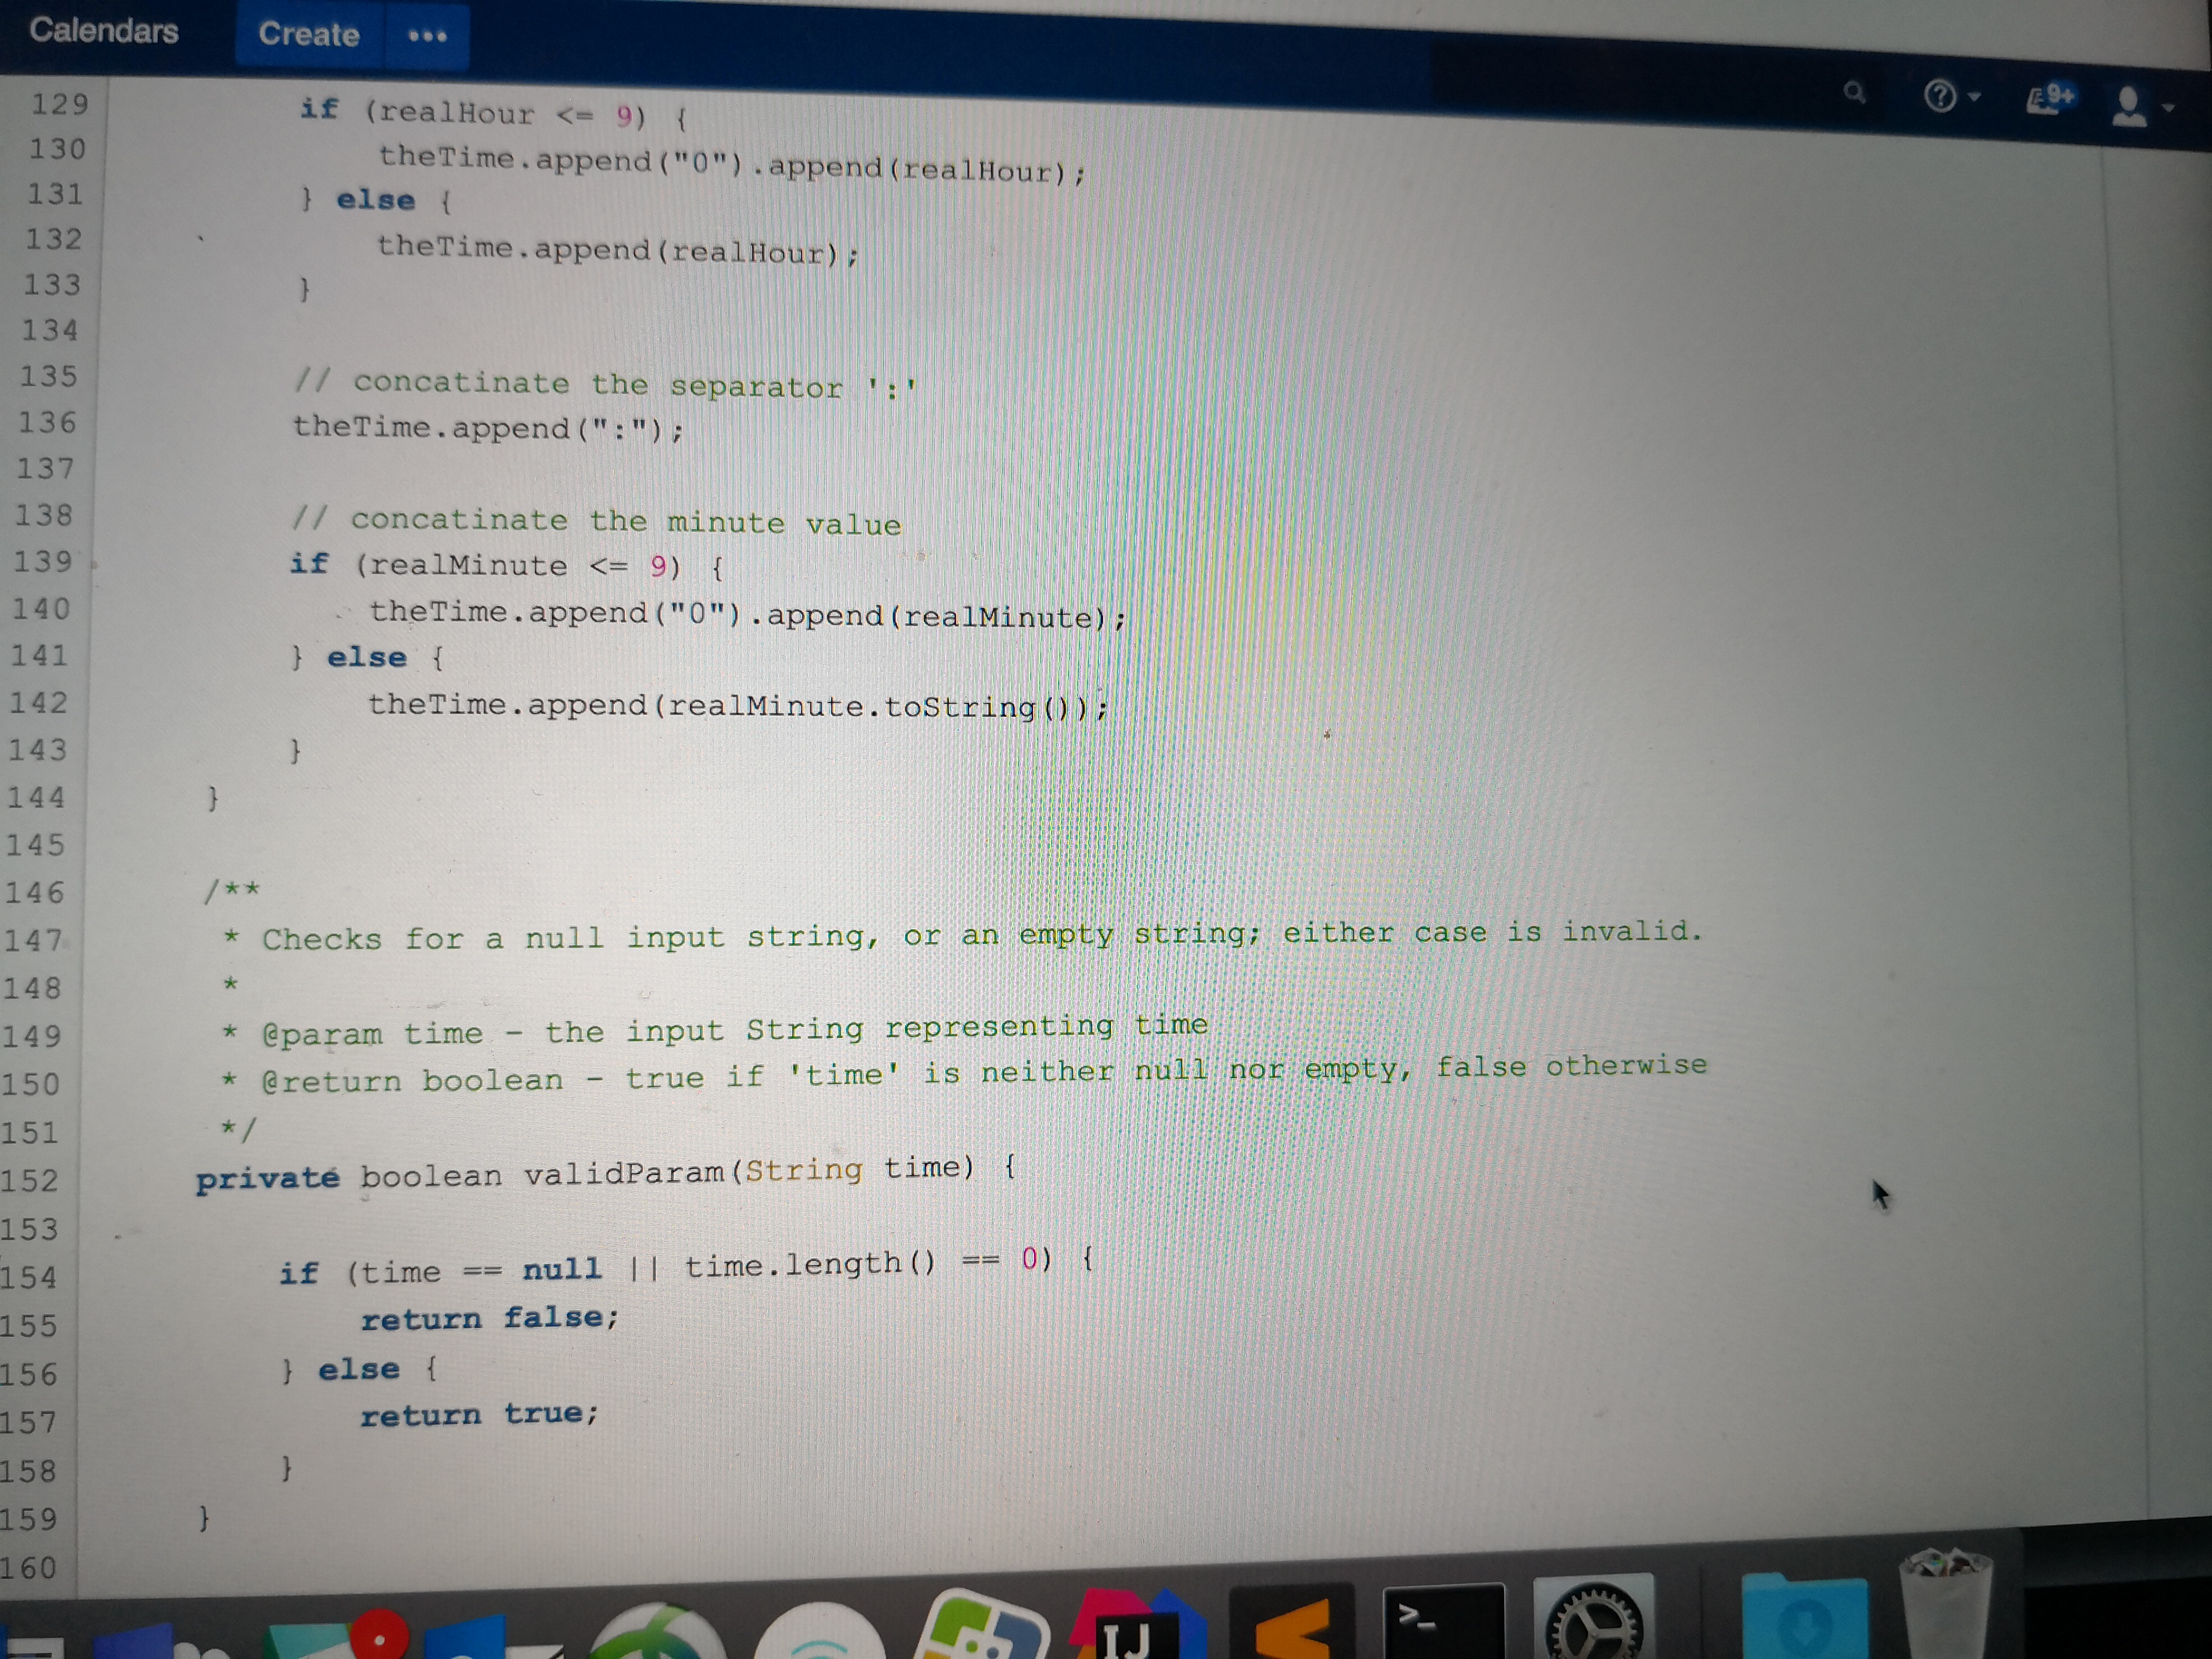 Calendars Create •••
9+
129 if (realHour <= 9) {
130 theTime.append("0").append(realHour);
131 } else {
132 theTime.append(realHour);
133 }
134
135 // concatinate the separator ':'
136 theTime.append(":");
137
138 // concatinate the minute value
139 if (realMinute <= 9) {
140 theTime.append("0").append(realMinute);
141 } else {
142 theTime.append(realMinute.toString());
143 }
144 }
145
146 /**
147 * Checks for a null input string, or an empty string; either case is invalid.
148 *
149 * @param time - the input String representing time
150 * @return boolean - true if 'time' is neither null nor empty, false otherwise
151 */
152 private boolean validParam(String time) {
153
154 if (time == null || time.length() == 0) {
155 return false;
156 } else {
157 return true;
158 }
159 }
160
IJ >_